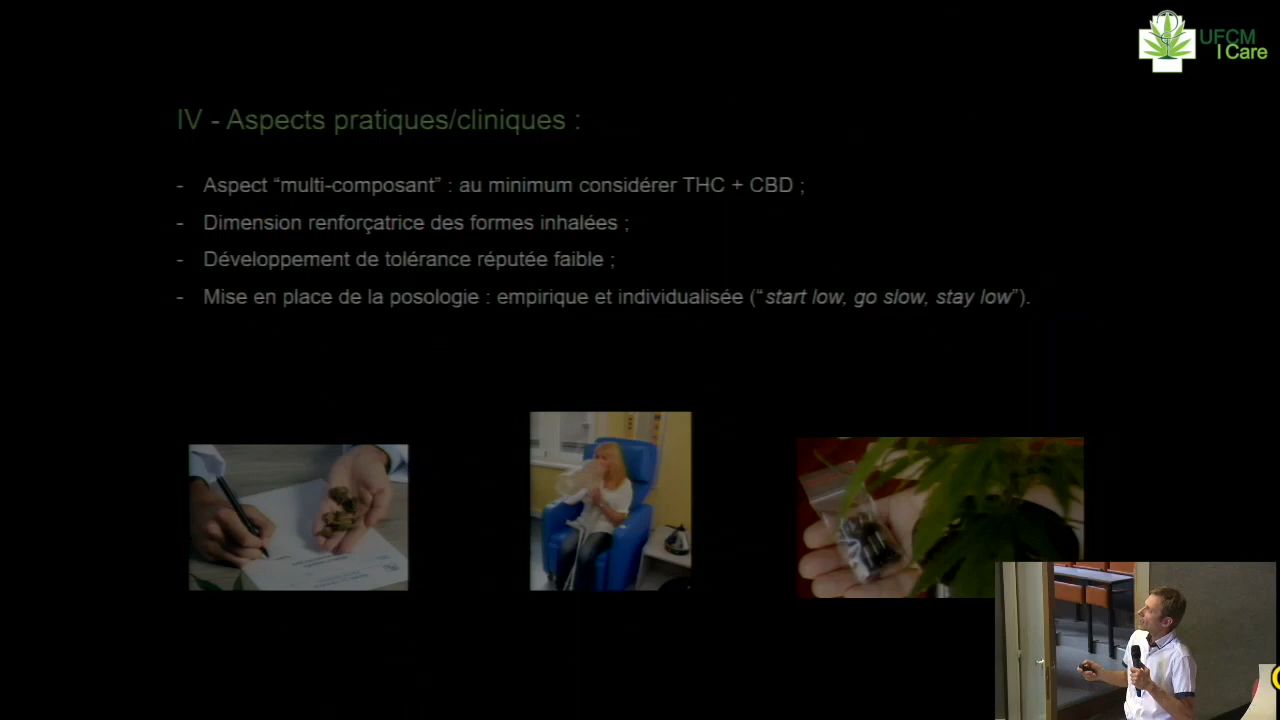 UFCM
I Care
IV - Aspects pratiques/cliniques :
- Aspect “multi-composant” : au minimum considérer THC + CBD ;
- Dimension renforçatrice des formes inhalées ;
- Développement de tolérance réputée faible ;
- Mise en place de la posologie : empirique et individualisée (“start low, go slow, stay low”).